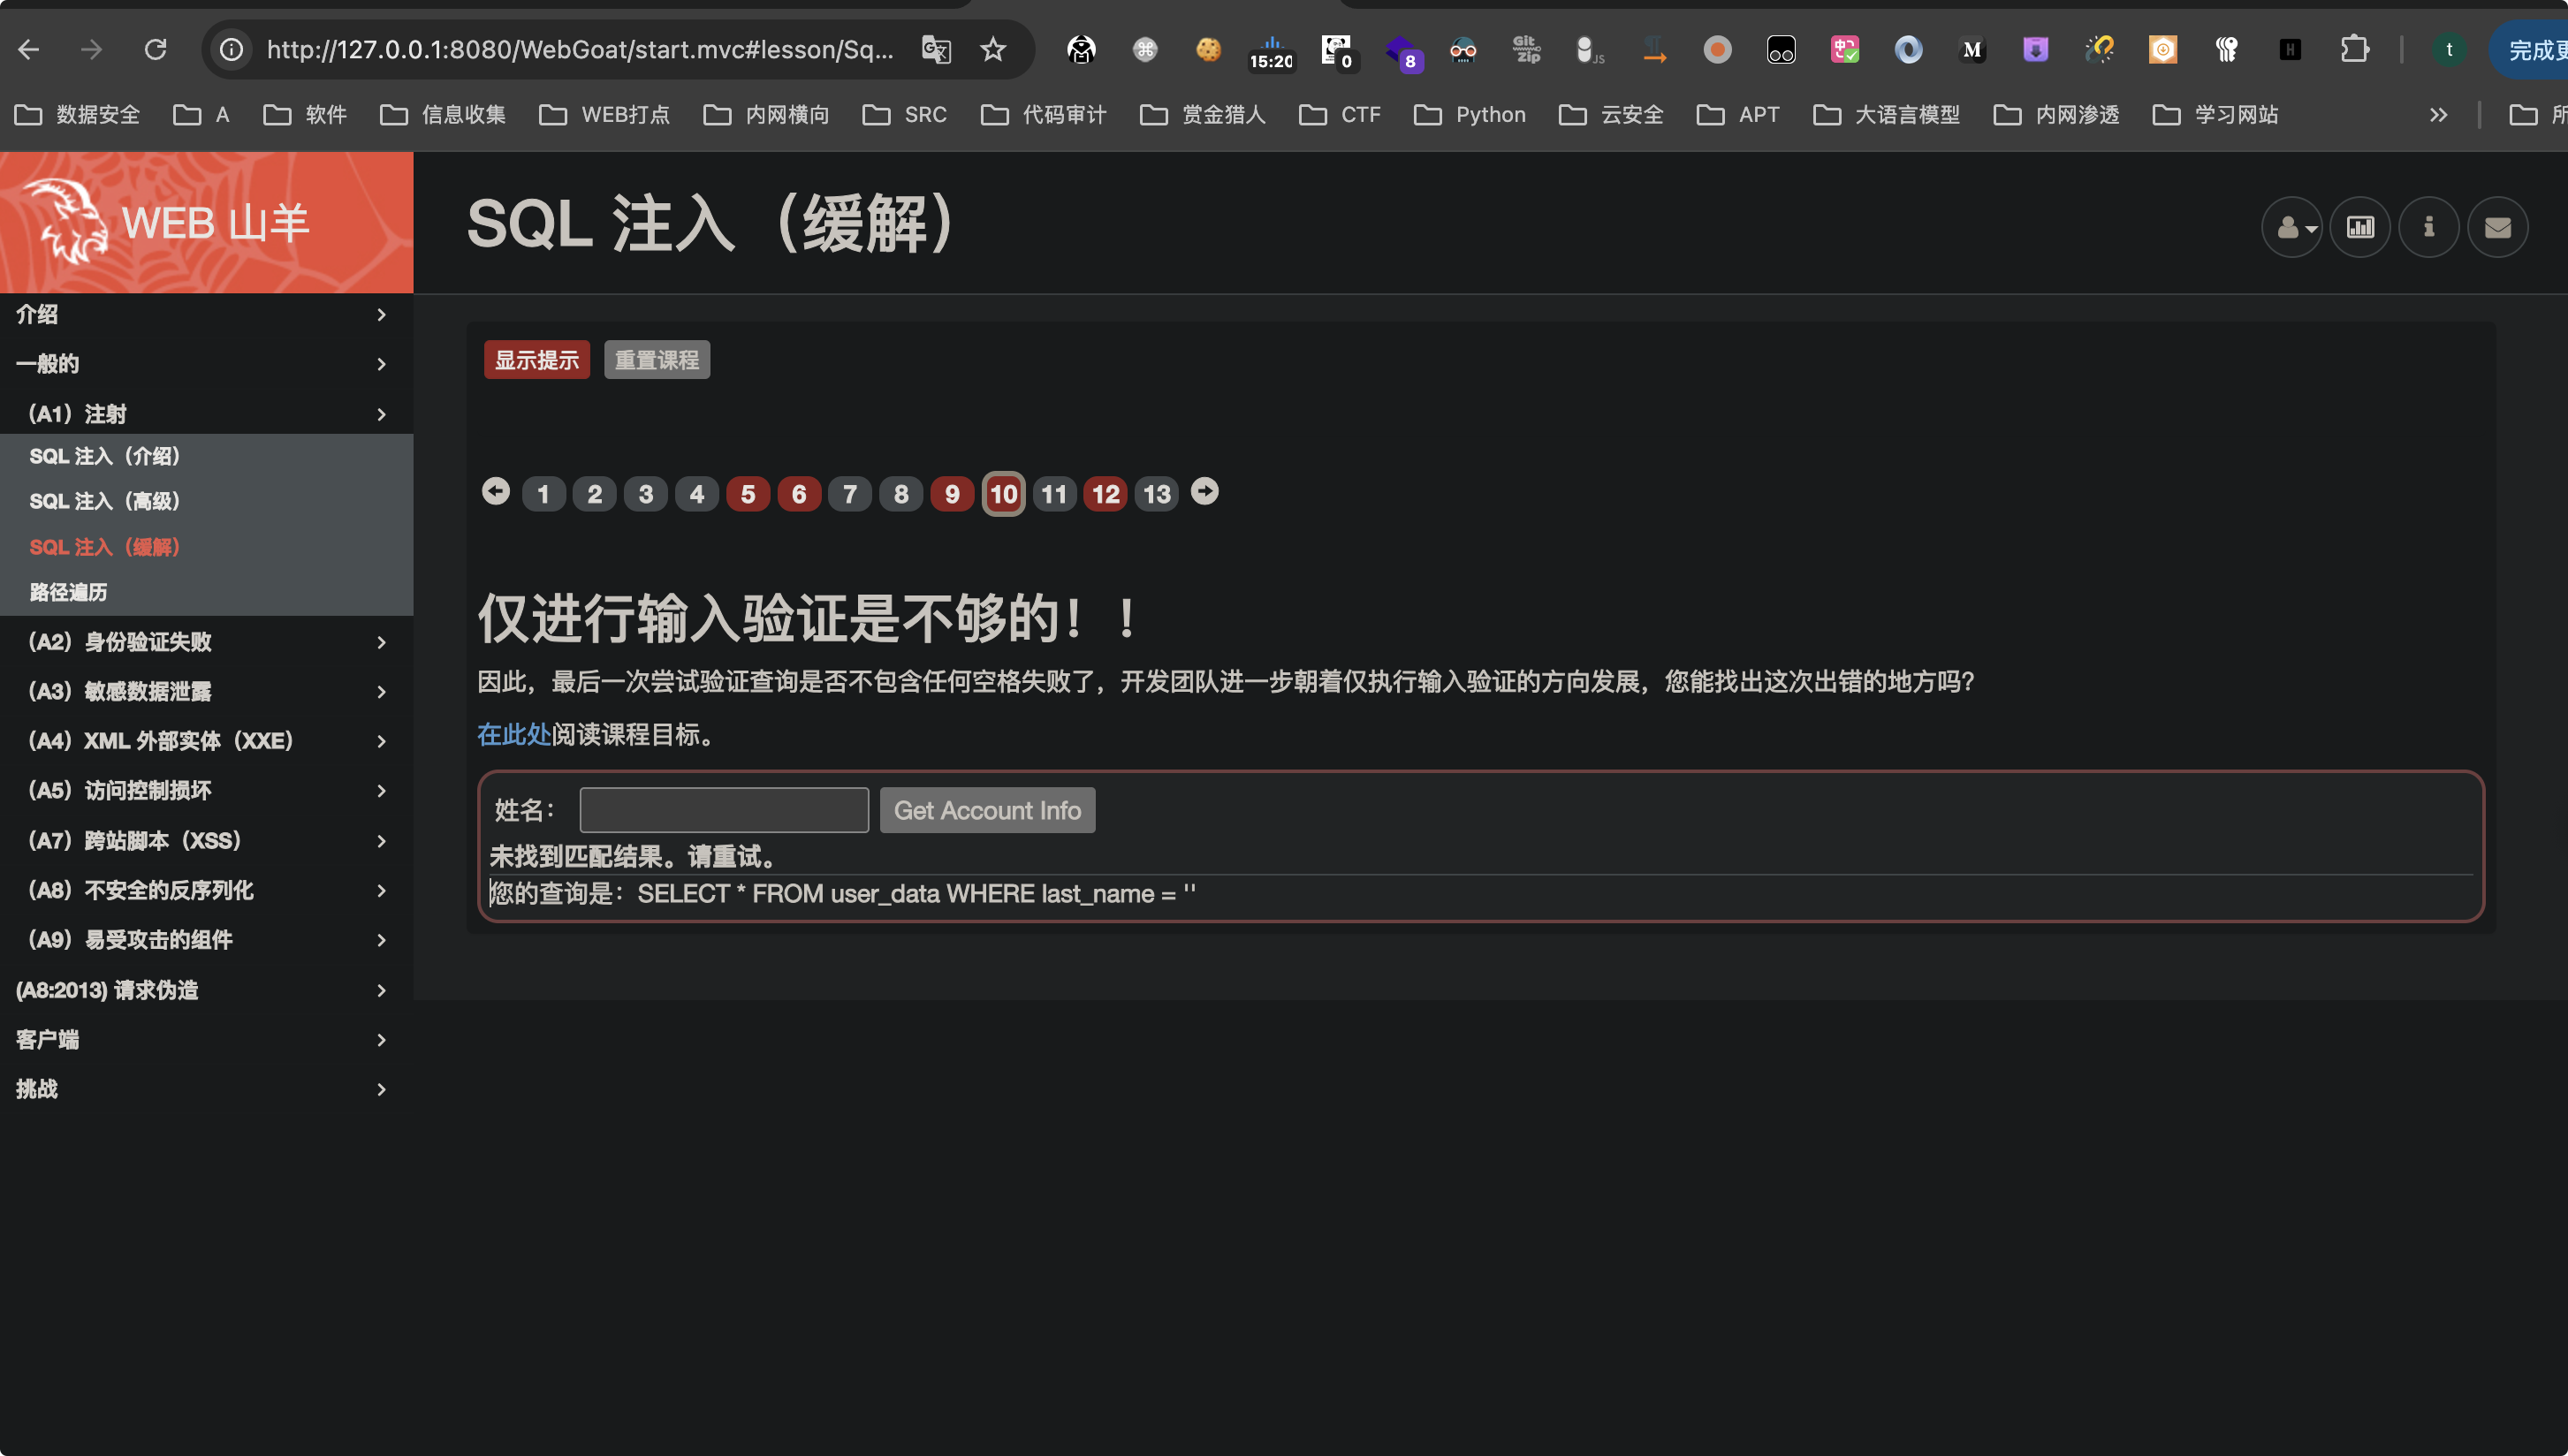 http://127.0.0.1:8080/WebGoat/start.mvc#lesson/Sq...
15:20
0
8
Git Zip
JS
M
H
t
完成更
数据安全
A
软件
信息收集
WEB打点
内网横向
SRC
代码审计
赏金猎人
CTF
Python
云安全
APT
大语言模型
内网渗透
学习网站
WEB 山羊
SQL 注入（缓解）
介绍
一般的
（A1）注射
SQL 注入（介绍）
SQL 注入（高级）
SQL 注入（缓解）
路径遍历
（A2）身份验证失败
（A3）敏感数据泄露
（A4）XML 外部实体（XXE）
（A5）访问控制损坏
（A7）跨站脚本（XSS）
（A8）不安全的反序列化
（A9）易受攻击的组件
(A8:2013) 请求伪造
客户端
挑战
显示提示 重置课程
1 2 3 4 5 6 7 8 9 10 11 12 13
仅进行输入验证是不够的！！
因此，最后一次尝试验证查询是否不包含任何空格失败了，开发团队进一步朝着仅执行输入验证的方向发展，您能找出这次出错的地方吗？
在此处阅读课程目标。
姓名： Get Account Info
未找到匹配结果。请重试。
您的查询是：SELECT * FROM user_data WHERE last_name = ''